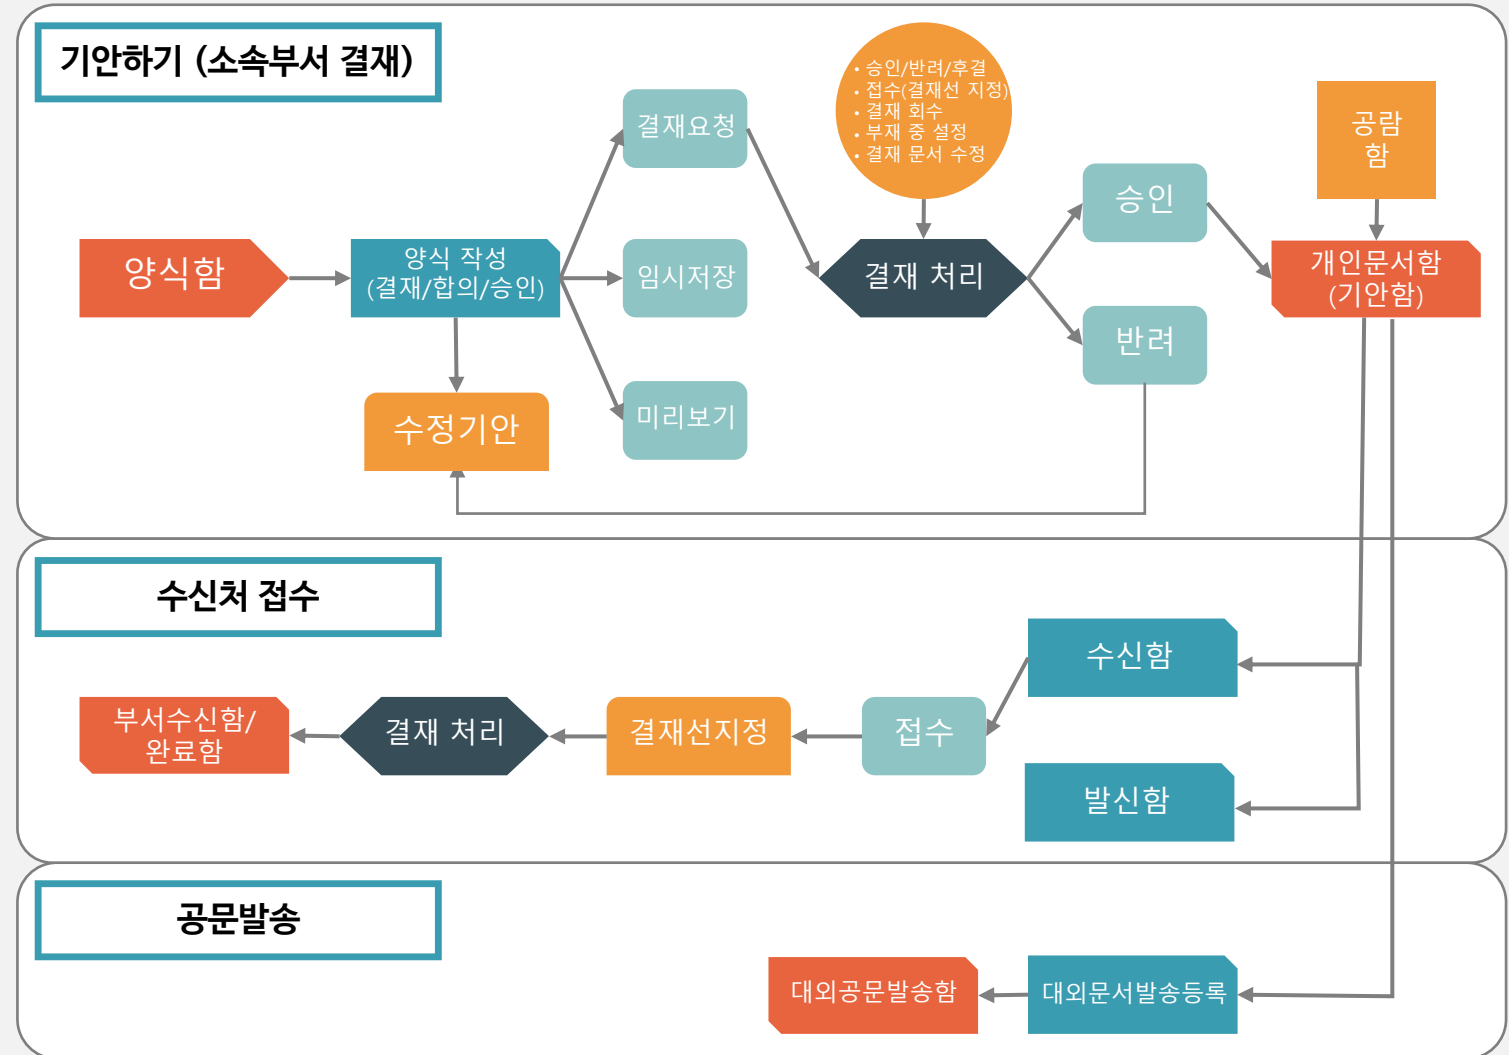 기안하기 (소속부서 결재)
• 승인/반려/후결
• 접수(결재선 지정)
• 결재 회수
• 부재 중 설정
• 결재 문서 수정
공람
함
결재요청
승인
양식함
양식 작성
(결재/합의/승인)
임시저장
결재 처리
개인문서함
(기안함)
반려
수정기안
미리보기
수신처 접수
수신함
부서수신함/
완료함
결재 처리
결재선지정
접수
발신함
공문발송
대외공문발송함
대외문서발송등록